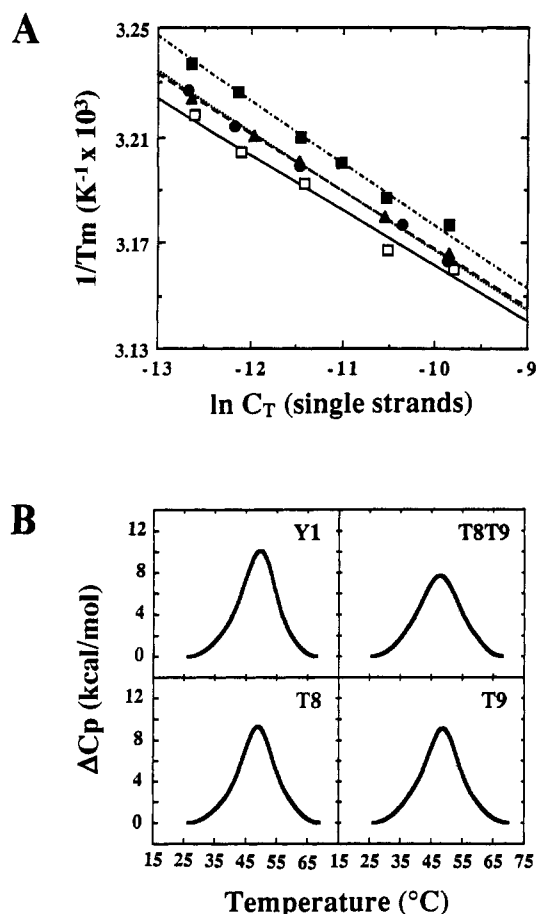 A
1/Tm (K-1 x 10³)
3.25
3.21
3.17
3.13
-13 -12 -11 -10 -9
ln CT (single strands)
B
ΔCp (kcal/mol)
12
8
4
0
12
8
4
0
Y1
T8T9
T8
T9
15 25 35 45 55 65 15 25 35 45 55 65 75
Temperature (°C)